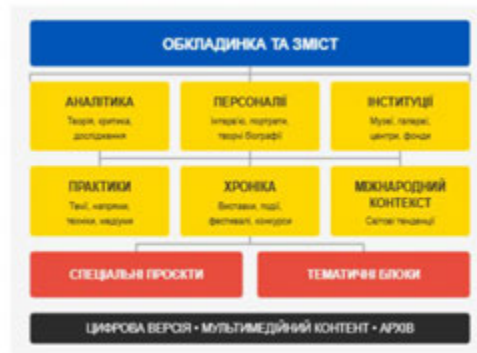 ОБКЛАДИНКА ТА ЗМІСТ
АНАЛІТИКА
Теорія, критика,
дослідження
ПЕРСОНАЛІЇ
Інтерв'ю, портрети,
творчі біографії
ІНСТИТУЦІЇ
Музеї, галереї,
центри, фонди
ПРАКТИКИ
Течії, напрями,
техніки, медіуми
ХРОНІКА
Виставки, події,
фестивалі, конкурси
МІЖНАРОДНИЙ
КОНТЕКСТ
Світові тенденції
СПЕЦІАЛЬНІ ПРОЄКТИ
ТЕМАТИЧНІ БЛОКИ
ЦИФРОВА ВЕРСІЯ • МУЛЬТИМЕДІЙНИЙ КОНТЕНТ • АРХІВ